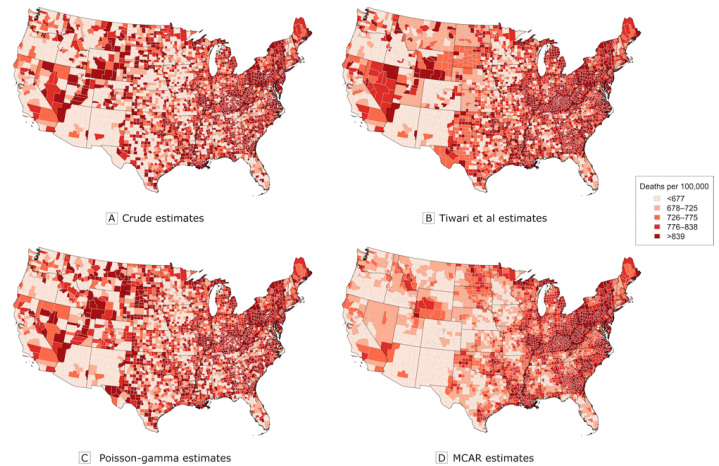 A Crude estimates
B Tiwari et al estimates
Deaths per 100,000
<677
678–725
726–775
776–838
>839
C Poisson-gamma estimates
D MCAR estimates